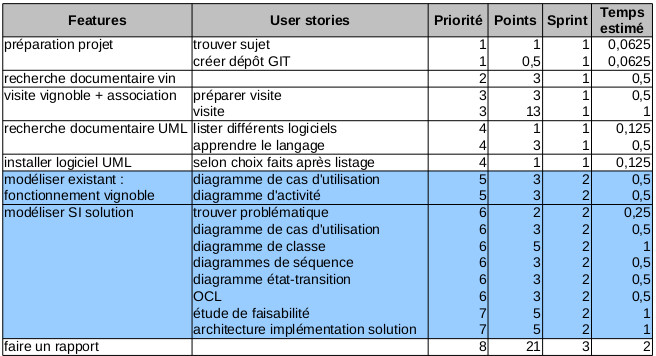 Features User stories Priorité Points Sprint Temps estimé
préparation projet trouver sujet 1 1 1 0,0625
créer dépôt GIT 1 0,5 1 0,0625
recherche documentaire vin 2 3 1 0,5
visite vignoble + association préparer visite 3 3 1 0,5
visite 3 13 1 1
recherche documentaire UML lister différents logiciels 4 1 1 0,125
apprendre le langage 4 3 1 0,5
installer logiciel UML selon choix faits après listage 4 1 1 0,125
modéliser existant : diagramme de cas d'utilisation 5 3 2 0,5
fonctionnement vignoble diagramme d'activité 5 3 2 0,5
modéliser SI solution trouver problématique 6 2 2 0,25
diagramme de cas d'utilisation 6 3 2 0,5
diagramme de classe 6 5 2 1
diagrammes de séquence 6 3 2 0,5
diagramme état-transition 6 3 2 0,5
OCL 6 3 2 0,5
étude de faisabilité 7 5 2 1
architecture implémentation solution 7 5 2 1
faire un rapport 8 21 3 2